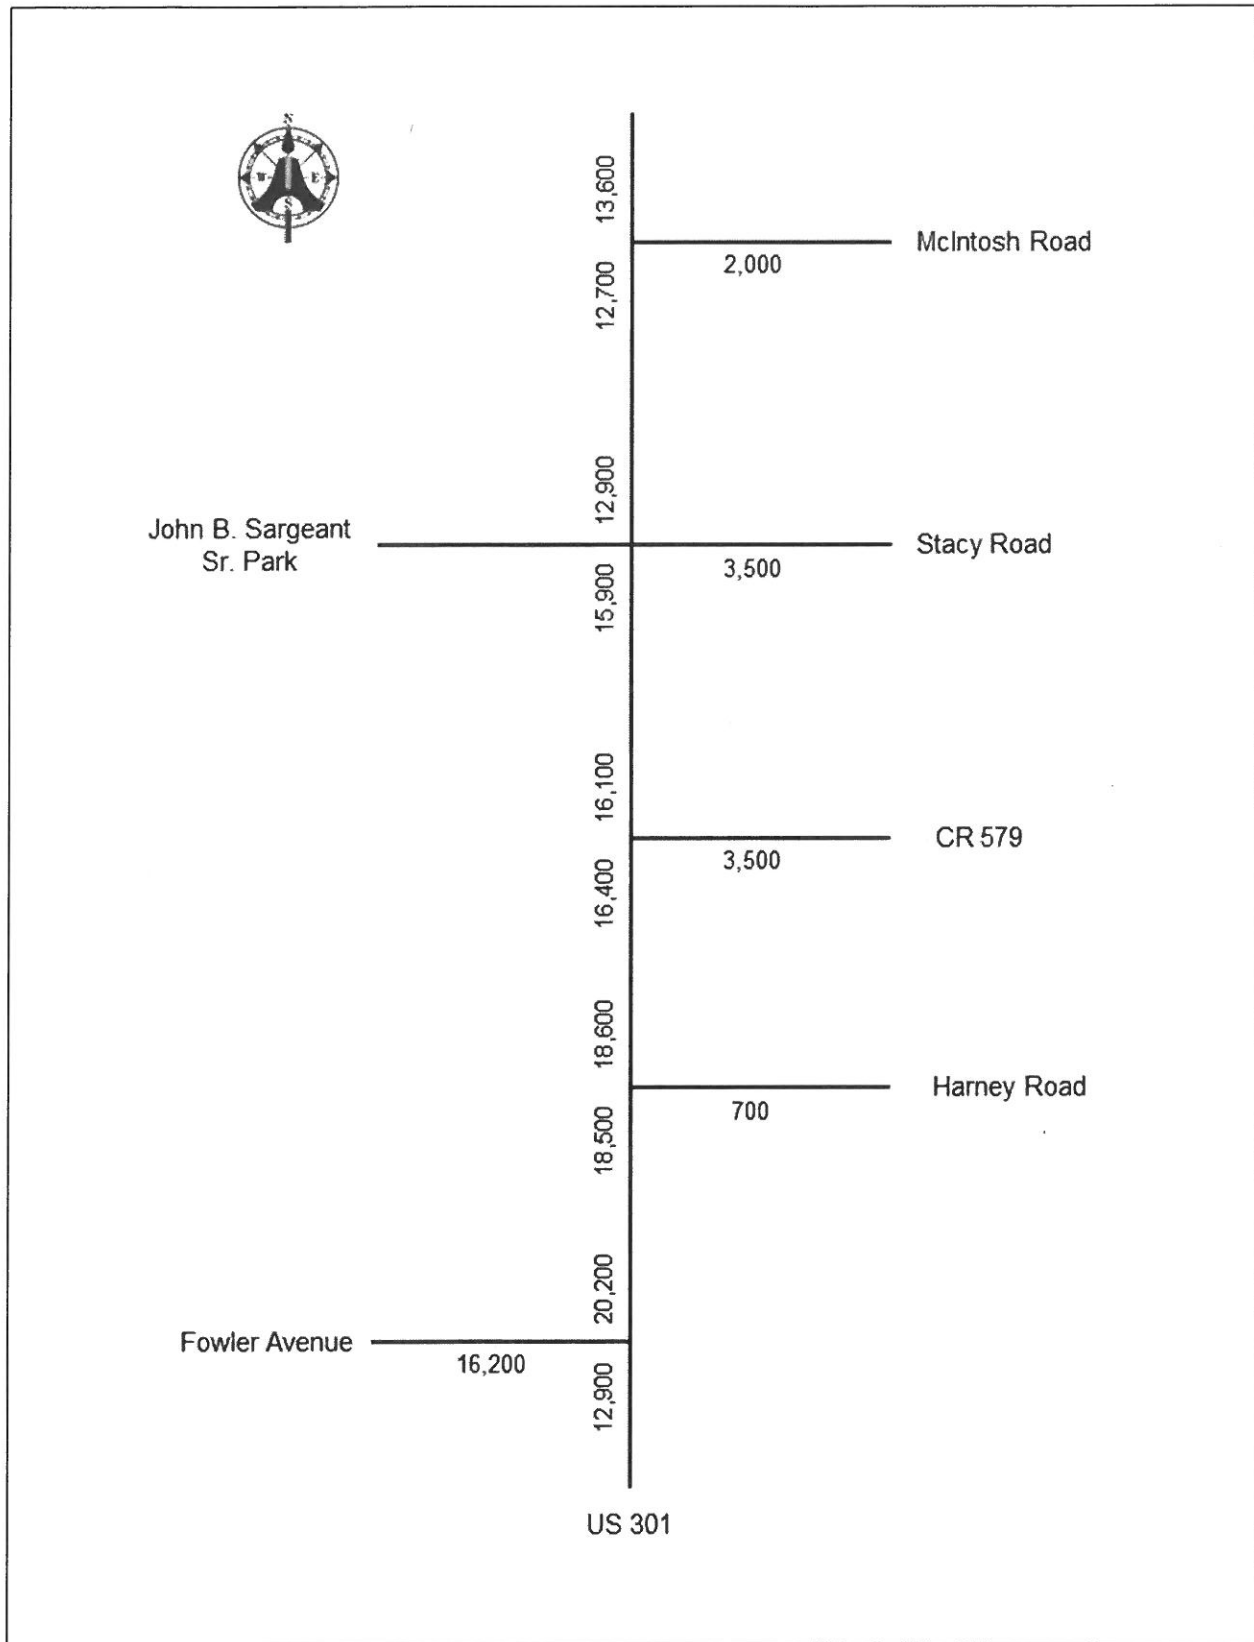 N
W E
S
13,600
McIntosh Road
2,000
12,700
12,900
John B. Sargeant
Sr. Park
Stacy Road
3,500
15,900
16,100
CR 579
3,500
16,400
18,600
Harney Road
700
18,500
20,200
Fowler Avenue
16,200
12,900
US 301